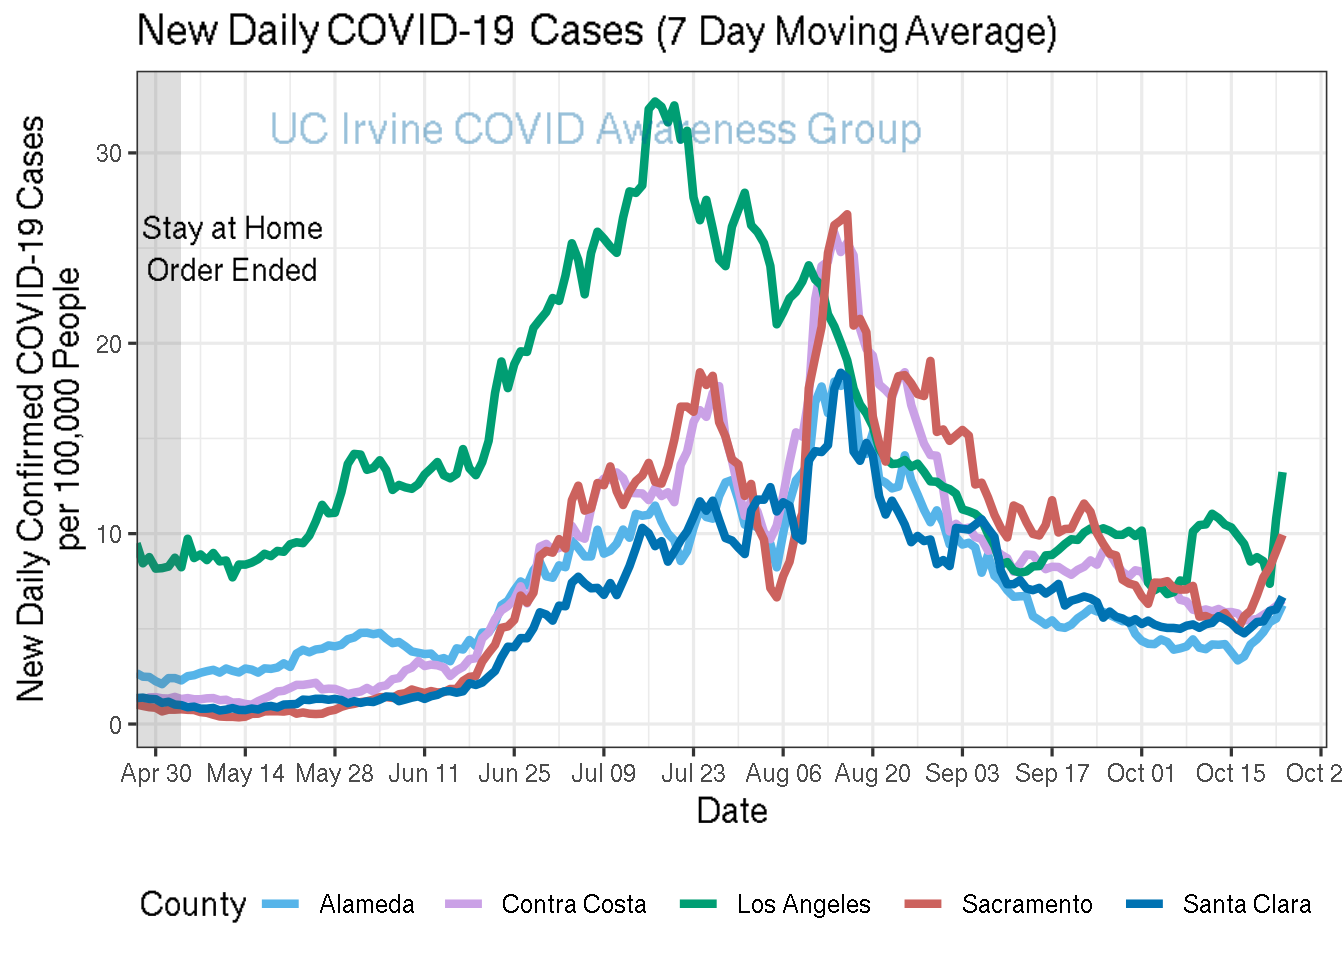 New Daily COVID-19 Cases (7 Day Moving Average)
UC Irvine COVID Awareness Group
Stay at Home
Order Ended
New Daily Confirmed COVID-19 Cases
per 100,000 People
30
20
10
0
Apr 30 May 14 May 28 Jun 11 Jun 25 Jul 09 Jul 23 Aug 06 Aug 20 Sep 03 Sep 17 Oct 01 Oct 15 Oct 2
Date
County Alameda Contra Costa Los Angeles Sacramento Santa Clara